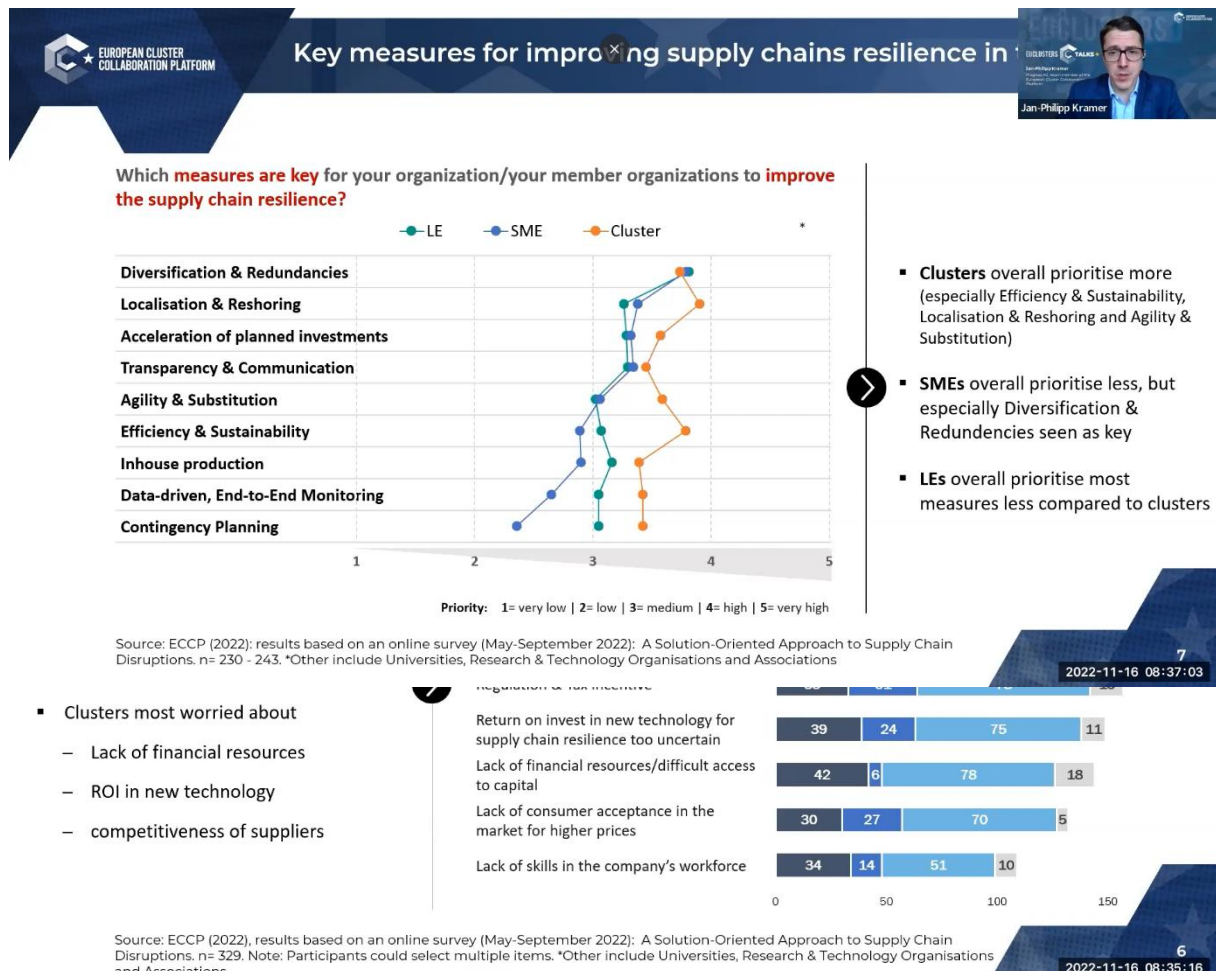 EUROPEAN CLUSTER
COLLABORATION PLATFORM
Key measures for improving supply chains resilience in
EUCLUSTERS TALKS
Jan-Philipp Kramer
Which measures are key for your organization/your member organizations to improve
the supply chain resilience?
LE SME Cluster *
Diversification & Redundancies
Localisation & Reshoring
Acceleration of planned investments
Transparency & Communication
Agility & Substitution
Efficiency & Sustainability
Inhouse production
Data-driven, End-to-End Monitoring
Contingency Planning
1 2 3 4 5
Priority: 1= very low | 2= low | 3= medium | 4= high | 5= very high
▪ Clusters overall prioritise more
(especially Efficiency & Sustainability,
Localisation & Reshoring and Agility &
Substitution)
▪ SMEs overall prioritise less, but
especially Diversification &
Redundencies seen as key
▪ LEs overall prioritise most
measures less compared to clusters
Source: ECCP (2022): results based on an online survey (May-September 2022): A Solution-Oriented Approach to Supply Chain
Disruptions. n= 230 - 243. *Other include Universities, Research & Technology Organisations and Associations
7
2022-11-16 08:37:03
▪ Clusters most worried about
– Lack of financial resources
– ROI in new technology
– competitiveness of suppliers
Regulation & Tax incentive
Return on invest in new technology for
supply chain resilience too uncertain
39 24 75 11
Lack of financial resources/difficult access
to capital
42 6 78 18
Lack of consumer acceptance in the
market for higher prices
30 27 70 5
Lack of skills in the company's workforce
34 14 51 10
0 50 100 150
Source: ECCP (2022), results based on an online survey (May-September 2022): A Solution-Oriented Approach to Supply Chain
Disruptions. n= 329. Note: Participants could select multiple items. *Other include Universities, Research & Technology Organisations
and Associations
6
2022-11-16 08:35:16